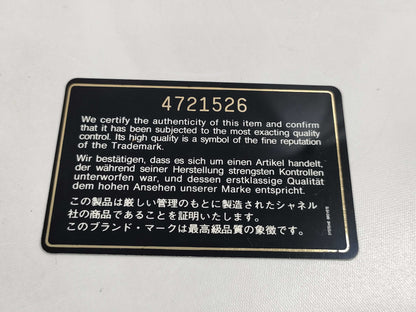 4721526
We certify the authenticity of this item and confirm
that it has been subjected to the most exacting quality
control. Its high quality is a symbol of the fine reputation
of the Trademark.
Wir bestätigen, dass es sich um einen Artikel handelt,
der während seiner Herstellung strengsten Kontrollen
unterworfen war, und dessen erstklassige Qualität
dem hohen Ansehen unserer Marke entspricht.
この製品は厳しい管理のもとに製造されたシャネル
社の商品であることを証明いたします。
このブランド・マークは最高級品質の象徴です。